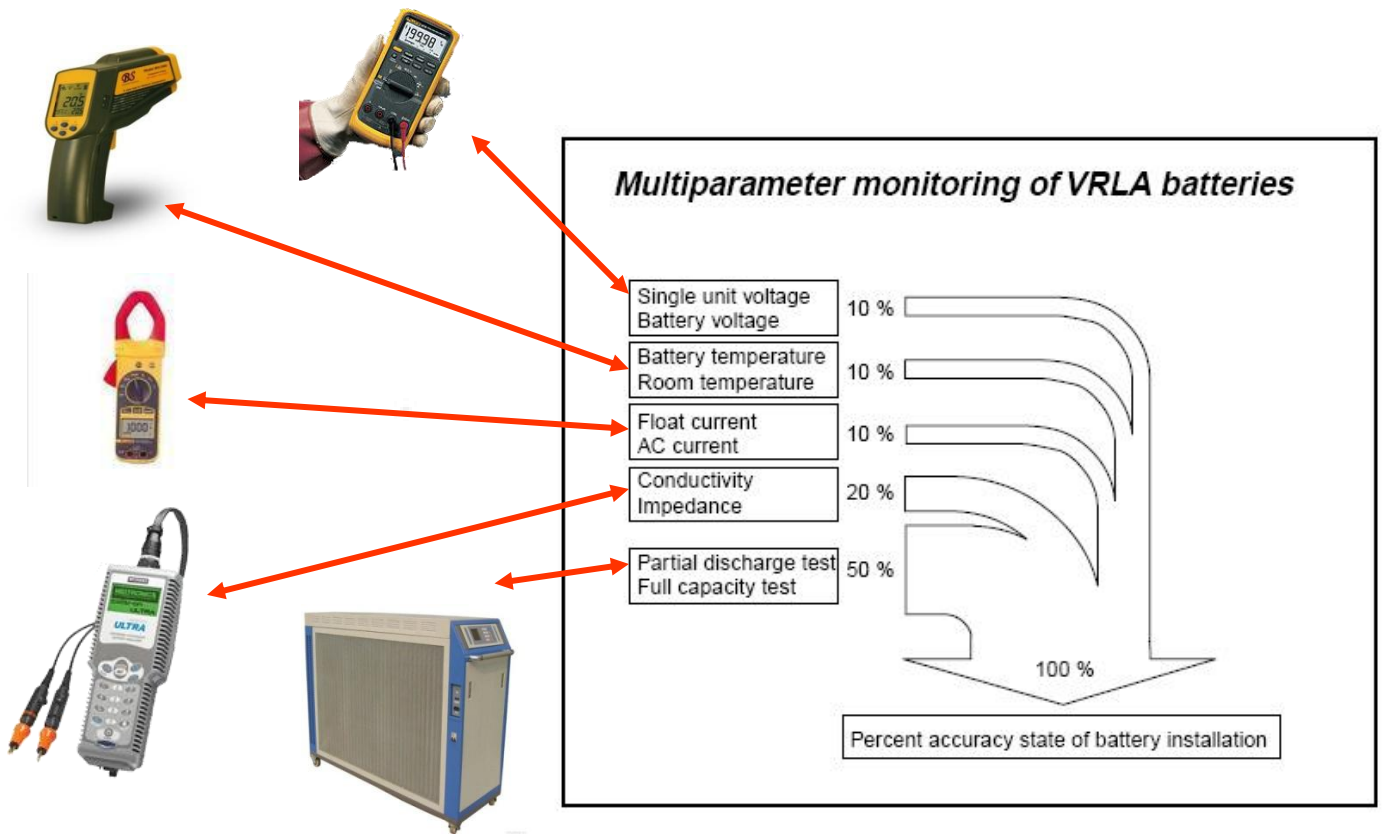 BS
205
19998
Multiparameter monitoring of VRLA batteries
Single unit voltage
Battery voltage
10 %
Battery temperature
Room temperature
10 %
Float current
AC current
10 %
Conductivity
Impedance
20 %
Partial discharge test
Full capacity test
50 %
100 %
Percent accuracy state of battery installation
ULTRA
ULTRA